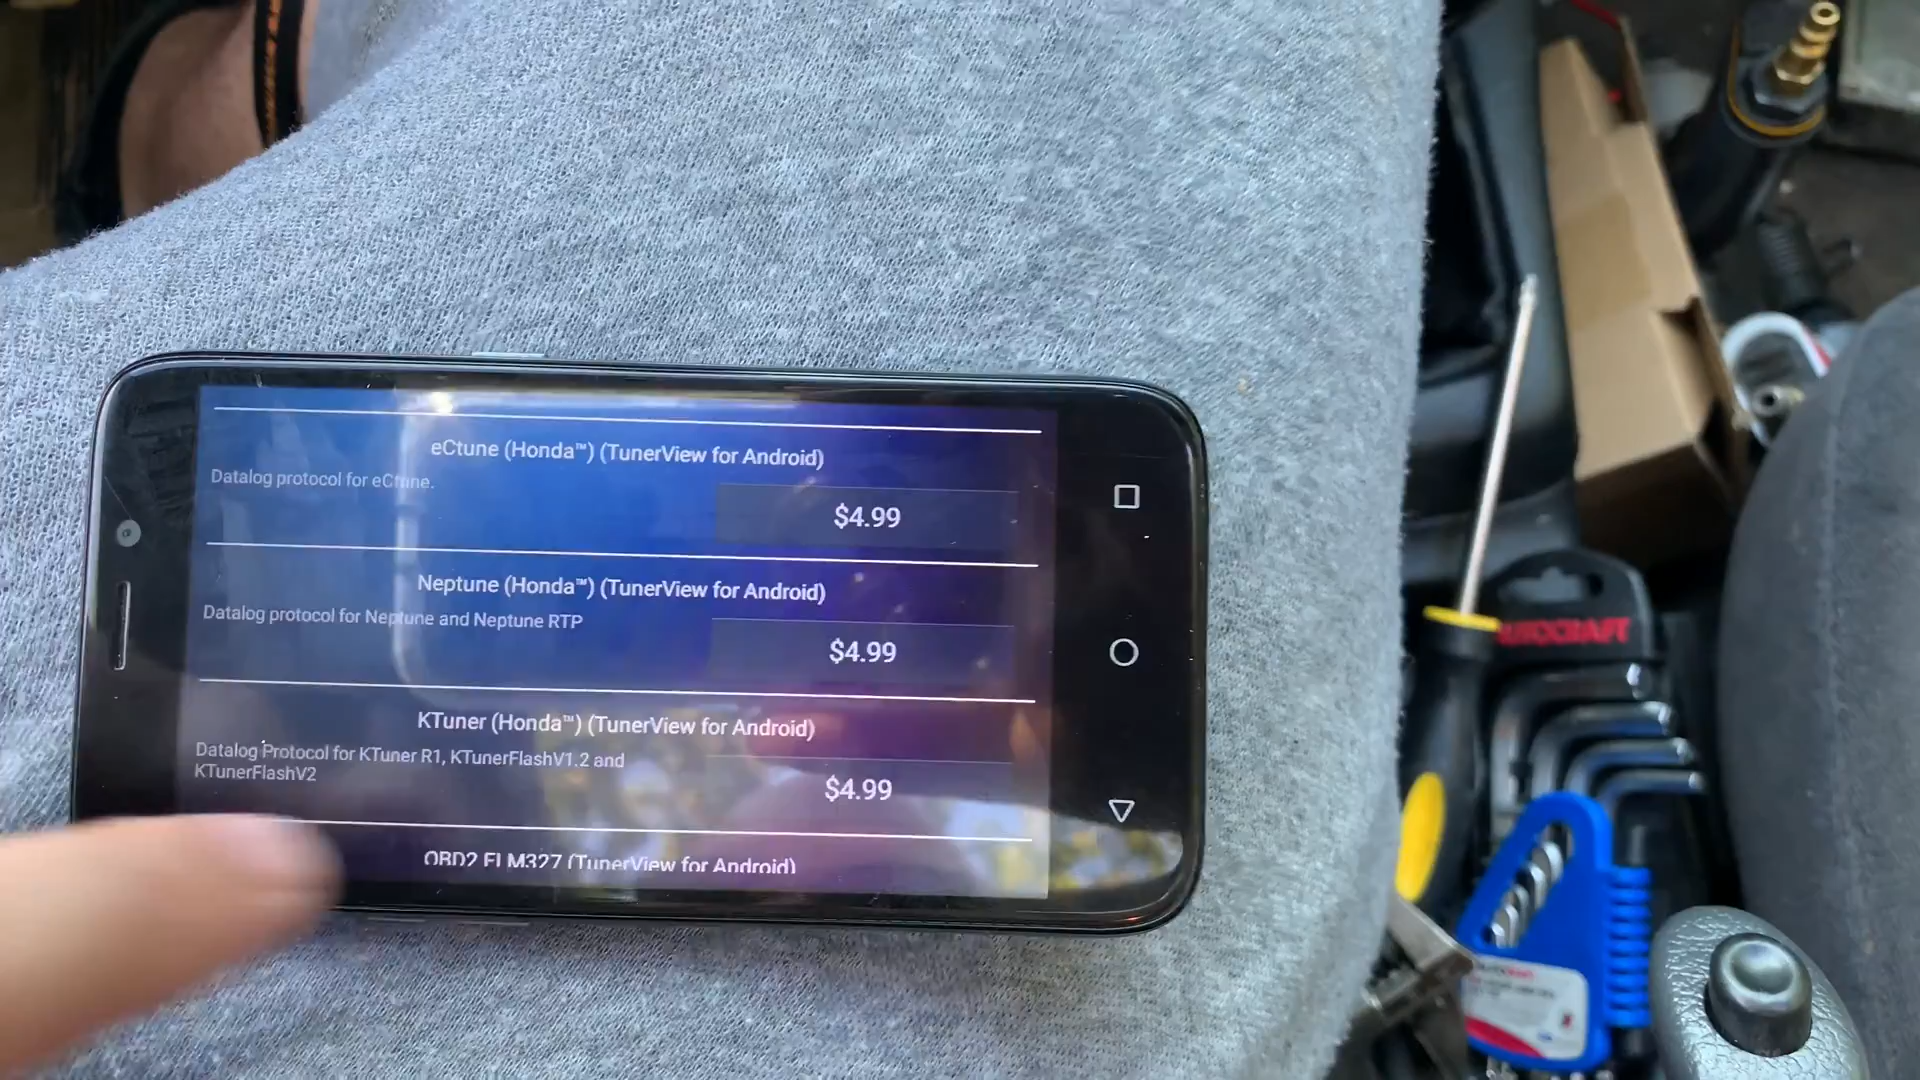 eCtune (Honda™) (TunerView for Android)
Datalog protocol for eCtune.
$4.99
Neptune (Honda™) (TunerView for Android)
Datalog protocol for Neptune and Neptune RTP
$4.99
KTuner (Honda™) (TunerView for Android)
Datalog Protocol for KTuner R1, KTunerFlashV1.2 and
KTunerFlashV2
$4.99
OBD2 ELM327 (TunerView for Android)
AUTOCRAFT